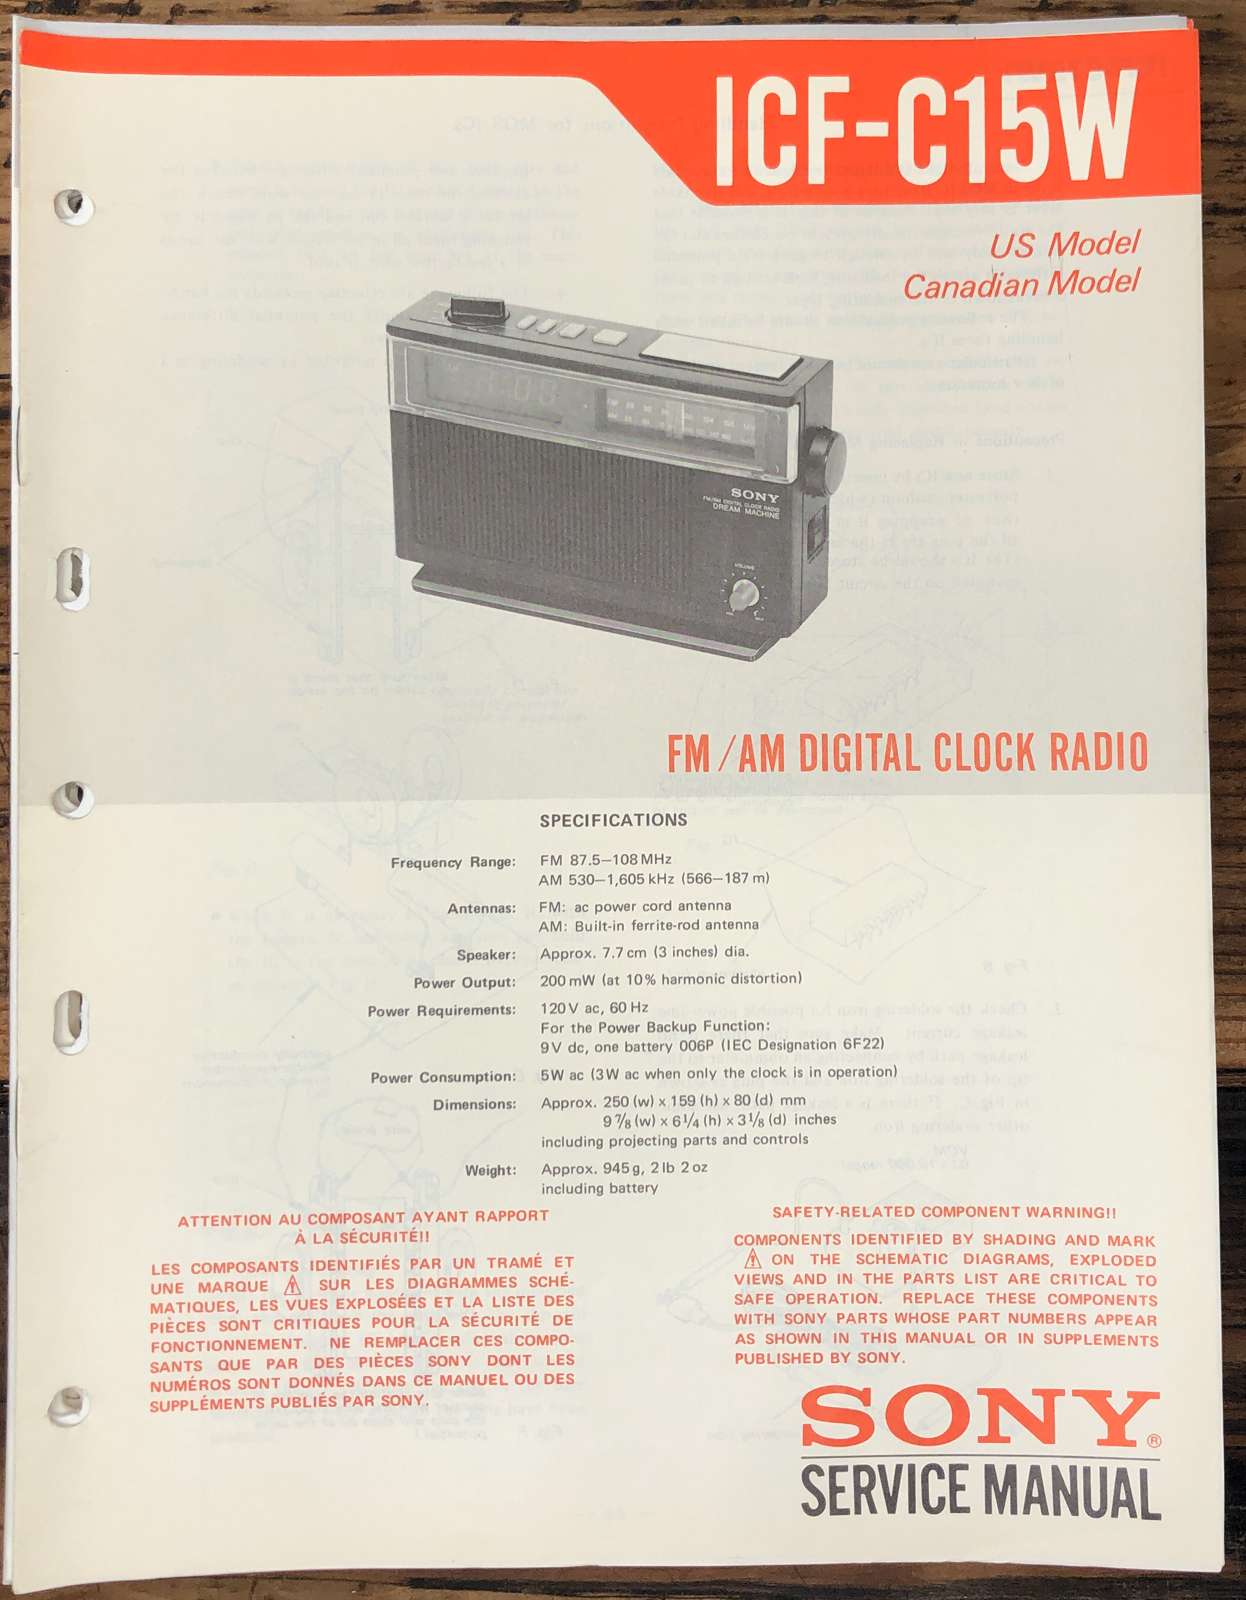 ICF-C15W
US Model
Canadian Model
SONY
FM/AM DIGITAL CLOCK RADIO
DREAM MACHINE
VOLUME
FM/AM DIGITAL CLOCK RADIO
SPECIFICATIONS
Frequency Range: FM 87.5–108 MHz
AM 530–1,605 kHz (566–187 m)
Antennas: FM: ac power cord antenna
AM: Built-in ferrite-rod antenna
Speaker: Approx. 7.7 cm (3 inches) dia.
Power Output: 200 mW (at 10% harmonic distortion)
Power Requirements: 120 V ac, 60 Hz
For the Power Backup Function:
9 V dc, one battery 006P (IEC Designation 6F22)
Power Consumption: 5 W ac (3 W ac when only the clock is in operation)
Dimensions: Approx. 250 (w) x 159 (h) x 80 (d) mm
9 7/8 (w) x 6 1/4 (h) x 3 1/8 (d) inches
including projecting parts and controls
Weight: Approx. 945 g, 2 lb 2 oz
including battery
ATTENTION AU COMPOSANT AYANT RAPPORT
À LA SÉCURITÉ!!
LES COMPOSANTS IDENTIFIÉS PAR UN TRAMÉ ET
UNE MARQUE ⚠ SUR LES DIAGRAMMES SCHÉ-
MATIQUES, LES VUES EXPLOSÉES ET LA LISTE DES
PIÈCES SONT CRITIQUES POUR LA SÉCURITÉ DE
FONCTIONNEMENT. NE REMPLACER CES COMPO-
SANTS QUE PAR DES PIÈCES SONY DONT LES
NUMÉROS SONT DONNÉS DANS CE MANUEL OU DES
SUPPLÉMENTS PUBLIÉS PAR SONY.
SAFETY-RELATED COMPONENT WARNING!!
COMPONENTS IDENTIFIED BY SHADING AND MARK
⚠ ON THE SCHEMATIC DIAGRAMS, EXPLODED
VIEWS AND IN THE PARTS LIST ARE CRITICAL TO
SAFE OPERATION. REPLACE THESE COMPONENTS
WITH SONY PARTS WHOSE PART NUMBERS APPEAR
AS SHOWN IN THIS MANUAL OR IN SUPPLEMENTS
PUBLISHED BY SONY.
SONY®
SERVICE MANUAL